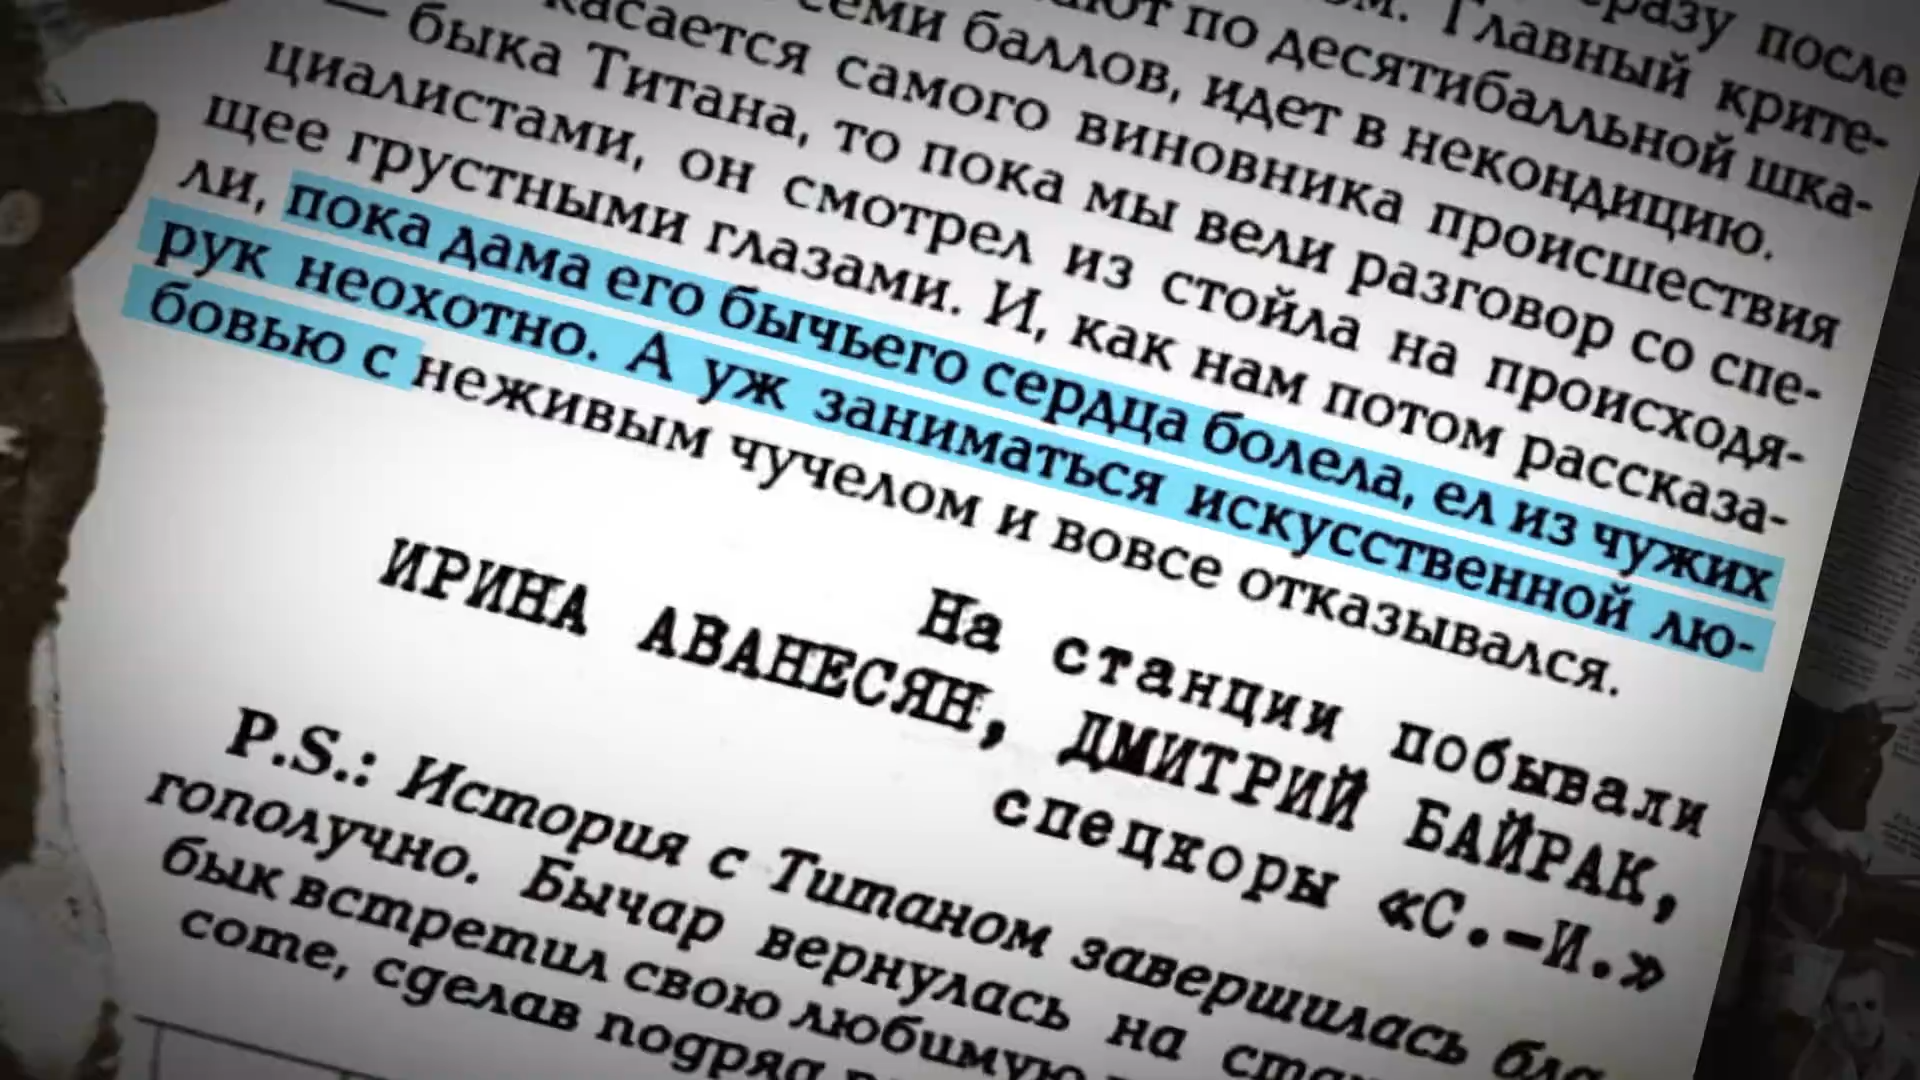 после
Главный крите-
по десятибалльной шка-
семи баллов, идет в некондицию.
касается самого виновника происшествия
— быка Титана, то пока мы вели разговор со спе-
циалистами, он смотрел из стойла на происходя-
щее грустными глазами. И, как нам потом рассказа-
ли, пока дама его бычьего сердца болела, ел из чужих
рук неохотно. А уж заниматься искусственной лю-
бовью с неживым чучелом и вовсе отказывался.
На станции побывали
ИРИНА АВАНЕСЯН, ДМИТРИЙ БАЙРАК,
спецкоры «С.-И.»
P.S.: История с Титаном завершилась бла
гополучно. Бычар вернулась на
бык встретил свою любимую
соте, сделав подряд